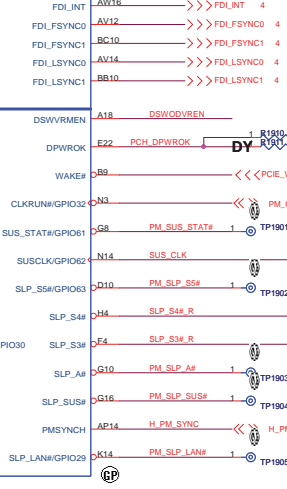 FDI_INT AW16 FDI_INT 4
FDI_FSYNC0 AV12 FDI_FSYNC0 4
FDI_FSYNC1 BC10 FDI_FSYNC1 4
FDI_LSYNC0 AV14 FDI_LSYNC0 4
FDI_LSYNC1 BB10 FDI_LSYNC1 4
DSWVRMEN A18 DSWODVREN
1 R1910
DPWROK E22 PCH_DPWROK DY R1911
WAKE# B9
CLKRUN#/GPIO32 N3
SUS_STAT#/GPIO61 G8 PM_SUS_STAT# 1 TP1901
SUSCLK/GPIO62 N14 SUS_CLK
SLP_S5#/GPIO63 D10 PM_SLP_S5# 1 TP1902
SLP_S4# H4 SLP_S4#_R
PIO30 SLP_S3# F4 SLP_S3#_R
SLP_A# G10 PM_SLP_A# 1 TP1903
SLP_SUS# G16 PM_SLP_SUS# 1 TP1904
PMSYNCH AP14 H_PM_SYNC
SLP_LAN#/GPIO29 K14 PM_SLP_LAN# 1 TP1905
GP